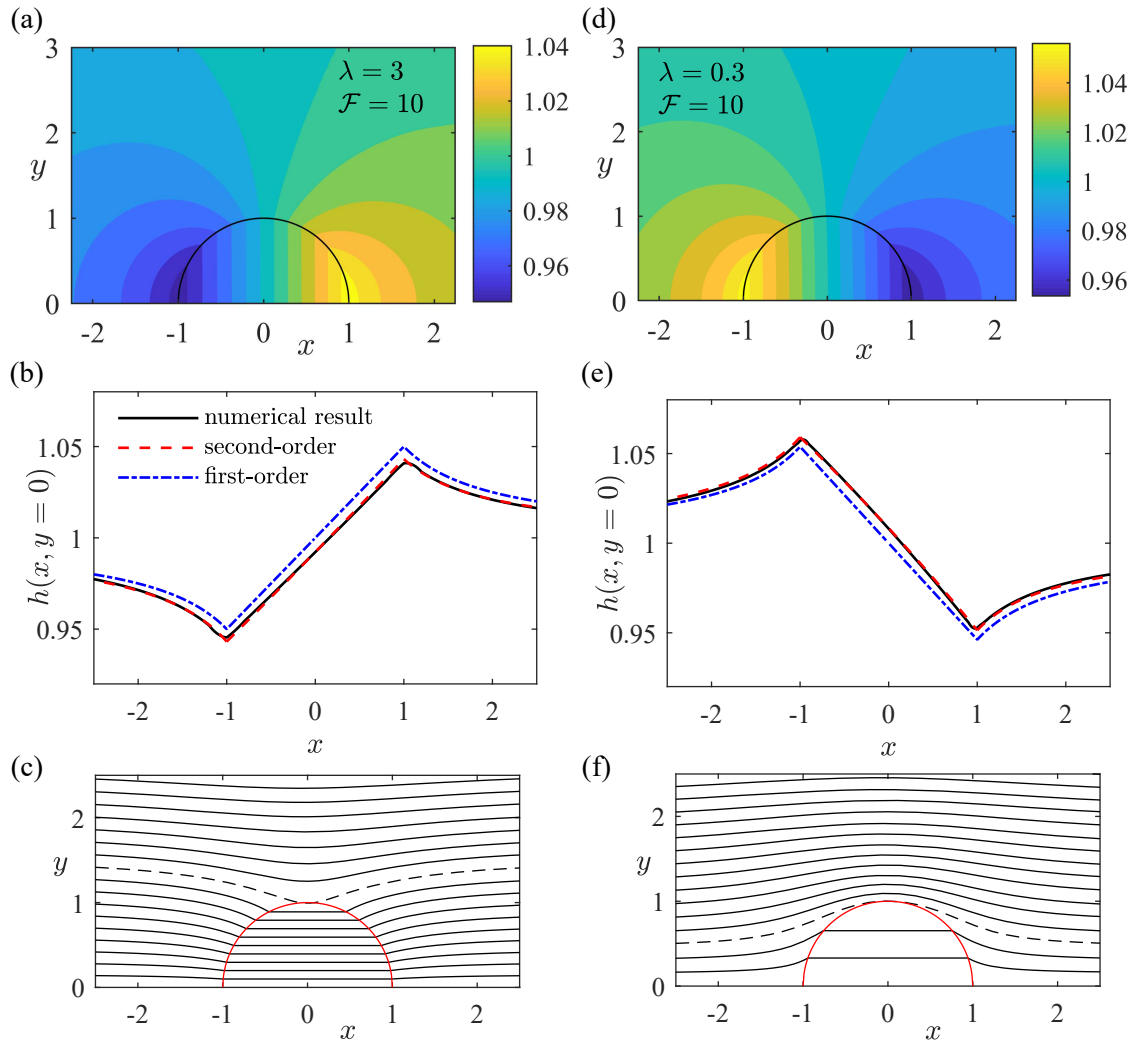 (a)
3
2
y
1
0
-2 -1 0 1 2
x
λ = 3
ℱ = 10
1.04
1.02
1
0.98
0.96
(d)
3
2
y
1
0
-2 -1 0 1 2
x
λ = 0.3
ℱ = 10
1.04
1.02
1
0.98
0.96
(b)
h(x, y = 0)
1.05
1
0.95
-2 -1 0 1 2
x
numerical result
second-order
first-order
(e)
h(x, y = 0)
1.05
1
0.95
-2 -1 0 1 2
x
(c)
2
y
1
0
-2 -1 0 1 2
x
(f)
2
y
1
0
-2 -1 0 1 2
x